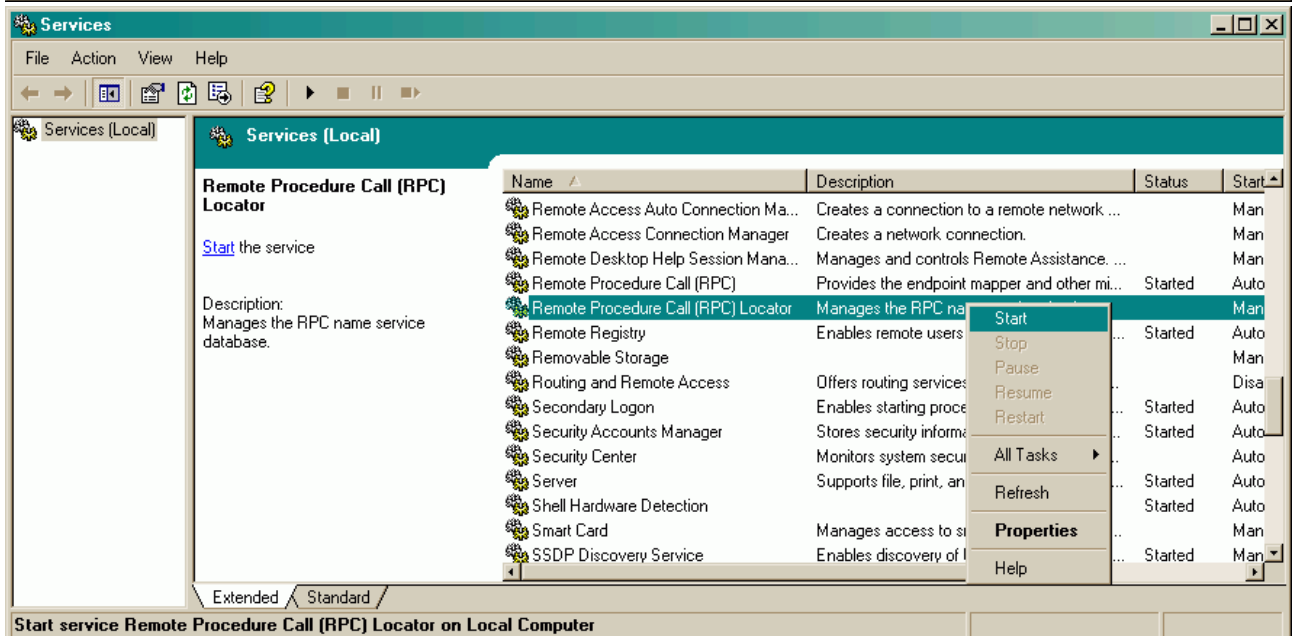 Services
File Action View Help
Services (Local)
Services (Local)
Remote Procedure Call (RPC)
Locator
Start the service
Description:
Manages the RPC name service
database.
Name Description Status Start
Remote Access Auto Connection Ma... Creates a connection to a remote network ... Man
Remote Access Connection Manager Creates a network connection. Man
Remote Desktop Help Session Mana... Manages and controls Remote Assistance. ... Man
Remote Procedure Call (RPC) Provides the endpoint mapper and other mi... Started Auto
Remote Procedure Call (RPC) Locator Manages the RPC na Man
Remote Registry Enables remote users ... Started Auto
Removable Storage Man
Routing and Remote Access Offers routing services . Disa
Secondary Logon Enables starting proce ... Started Auto
Security Accounts Manager Stores security informa ... Started Auto
Security Center Monitors system secur . Auto
Server Supports file, print, an ... Started Auto
Shell Hardware Detection Started Auto
Smart Card Manages access to s .. Man
SSDP Discovery Service Enables discovery of ... Started Man
Start
Stop
Pause
Resume
Restart
All Tasks
Refresh
Properties
Help
Extended Standard
Start service Remote Procedure Call (RPC) Locator on Local Computer